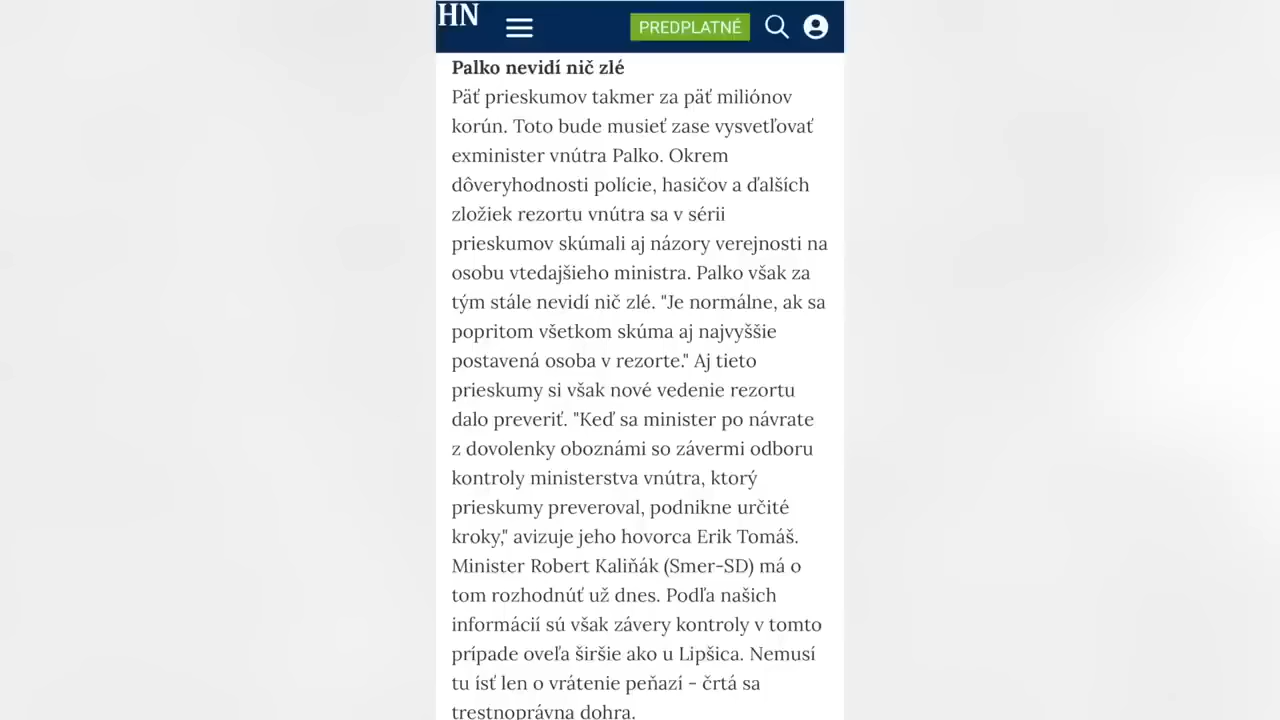 HN
PREDPLATNÉ
Palko nevidí nič zlé
Päť prieskumov takmer za päť miliónov
korún. Toto bude musieť zase vysvetľovať
exminister vnútra Palko. Okrem
dôveryhodnosti polície, hasičov a ďalších
zložiek rezortu vnútra sa v sérii
prieskumov skúmali aj názory verejnosti na
osobu vtedajšieho ministra. Palko však za
tým stále nevidí nič zlé. "Je normálne, ak sa
popritom všetkom skúma aj najvyššie
postavená osoba v rezorte." Aj tieto
prieskumy si však nové vedenie rezortu
dalo preveriť. "Keď sa minister po návrate
z dovolenky oboznámi so závermi odboru
kontroly ministerstva vnútra, ktorý
prieskumy preveroval, podnikne určité
kroky," avizuje jeho hovorca Erik Tomáš.
Minister Robert Kaliňák (Smer-SD) má o
tom rozhodnúť už dnes. Podľa našich
informácií sú však závery kontroly v tomto
prípade oveľa širšie ako u Lipšica. Nemusí
tu ísť len o vrátenie peňazí - črtá sa
trestnoprávna dohra.